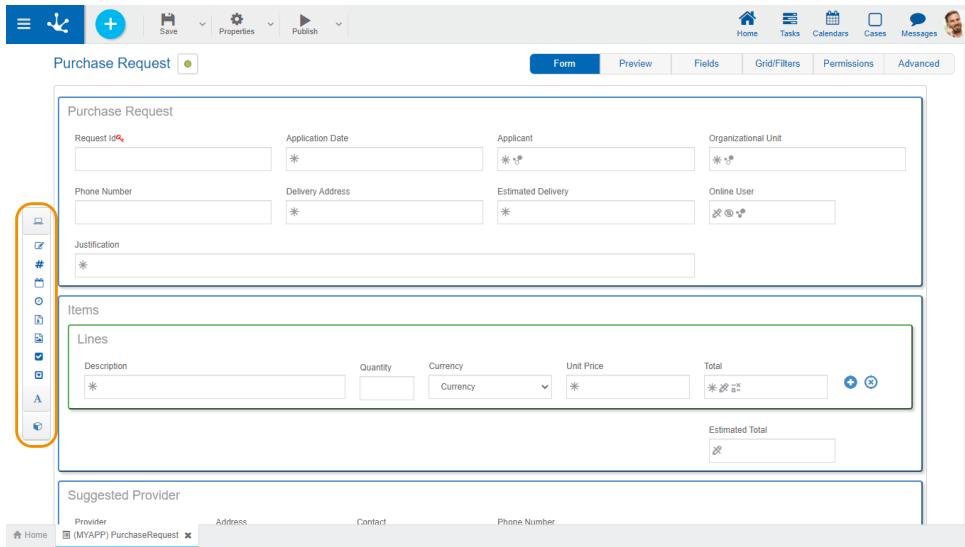 Save
Properties
Publish
Home
Tasks
Calendars
Cases
Messages
Purchase Request
Form
Preview
Fields
Grid/Filters
Permissions
Advanced
Purchase Request
Request Id
Application Date
Applicant
Organizational Unit
Phone Number
Delivery Address
Estimated Delivery
Online User
Justification
Items
Lines
Description
Quantity
Currency
Unit Price
Total
Currency
A
Estimated Total
Suggested Provider
Provider
Address
Contact
Phone Number
Home
(MYAPP) PurchaseRequest